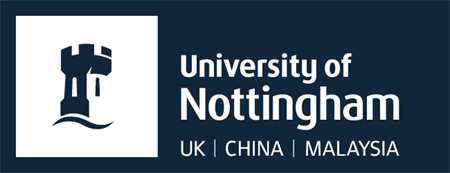 University of
Nottingham
UK | CHINA | MALAYSIA